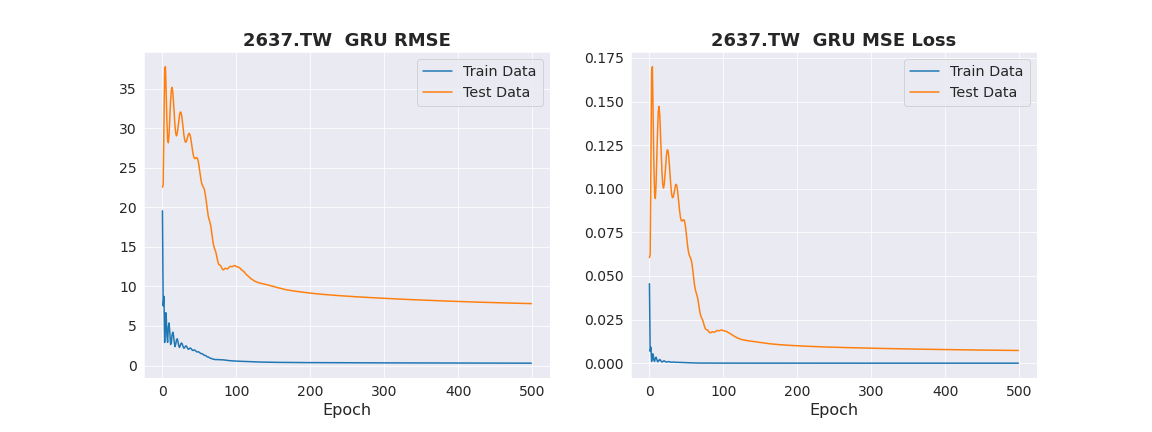 2637.TW  GRU RMSE
Train Data
Test Data
35
30
25
20
15
10
5
0
0 100 200 300 400 500
Epoch
2637.TW  GRU MSE Loss
Train Data
Test Data
0.175
0.150
0.125
0.100
0.075
0.050
0.025
0.000
0 100 200 300 400 500
Epoch